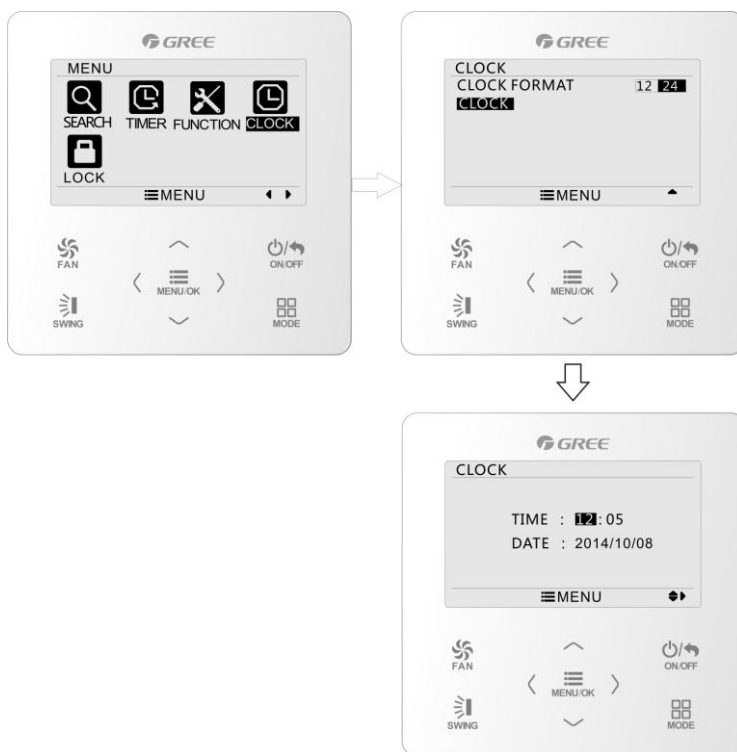 GREE
MENU
SEARCH TIMER FUNCTION CLOCK
LOCK
MENU
FAN
ON/OFF
MENU/OK
SWING
MODE
GREE
CLOCK
CLOCK FORMAT 12 24
CLOCK
MENU
FAN
ON/OFF
MENU/OK
SWING
MODE
GREE
CLOCK
TIME : 12:05
DATE : 2014/10/08
MENU
FAN
ON/OFF
MENU/OK
SWING
MODE